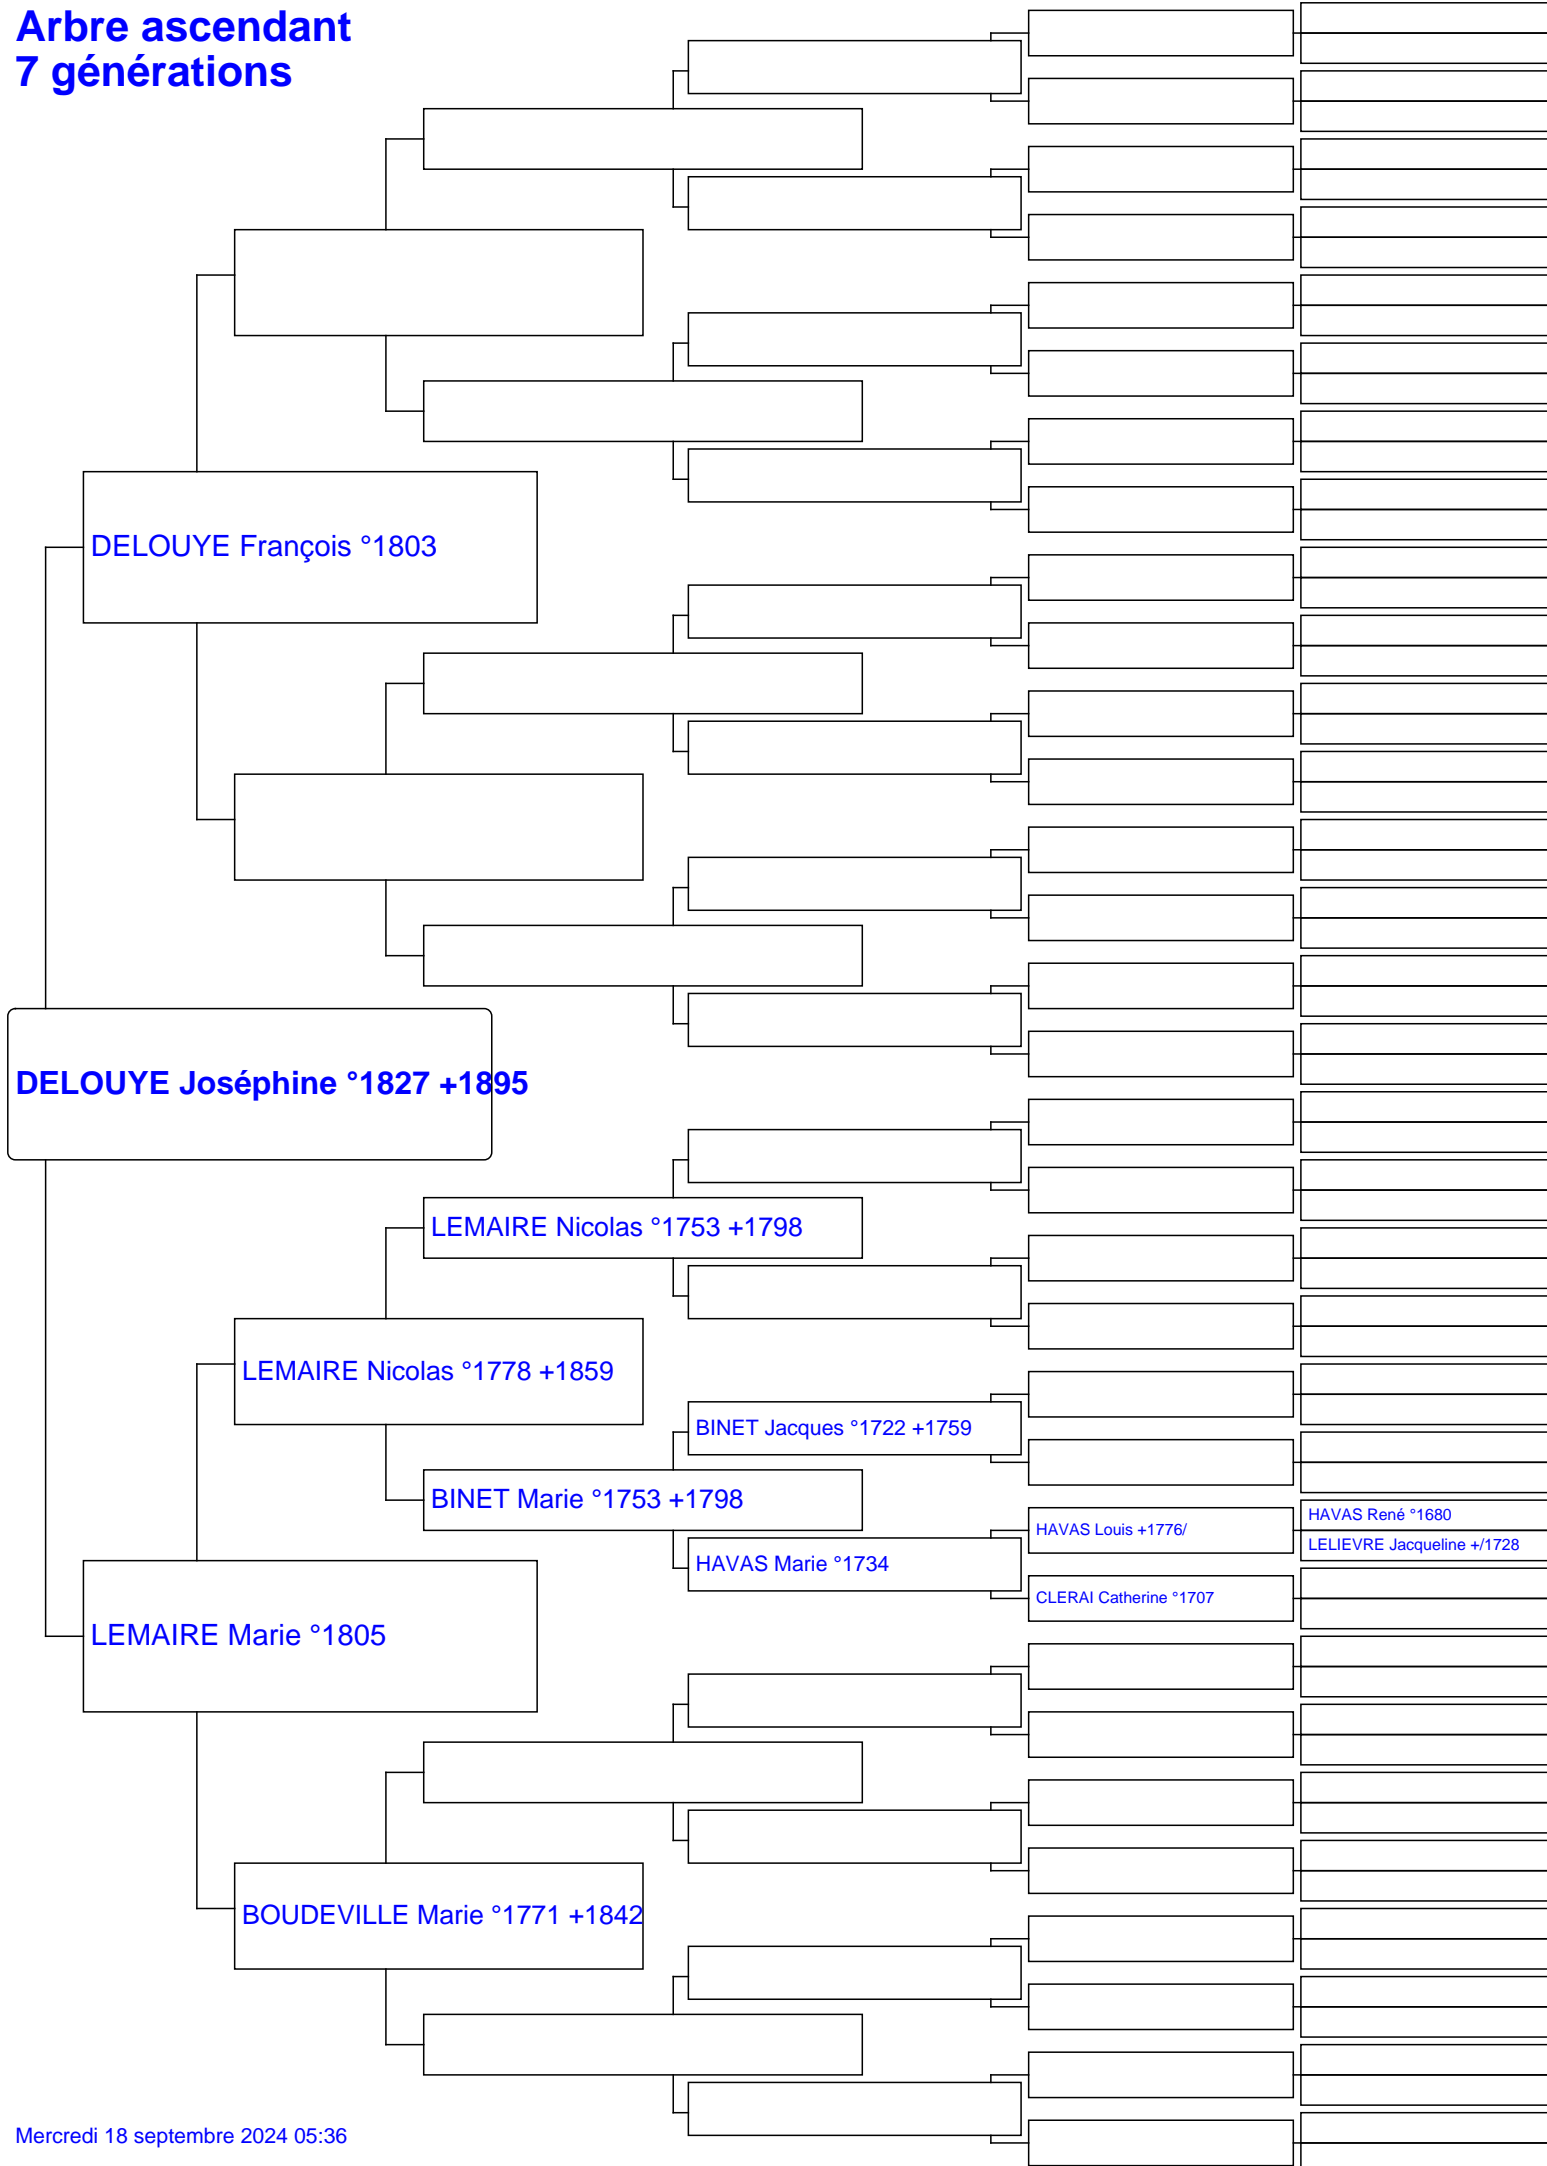 Arbre ascendant
7 générations
DELOUYE François °1803
DELOUYE Joséphine °1827 +1895
LEMAIRE Nicolas °1753 +1798
LEMAIRE Nicolas °1778 +1859
BINET Jacques °1722 +1759
BINET Marie °1753 +1798
HAVAS René °1680
HAVAS Louis +1776/
LELIEVRE Jacqueline +/1728
HAVAS Marie °1734
CLERAI Catherine °1707
LEMAIRE Marie °1805
BOUDEVILLE Marie °1771 +1842
Mercredi 18 septembre 2024 05:36